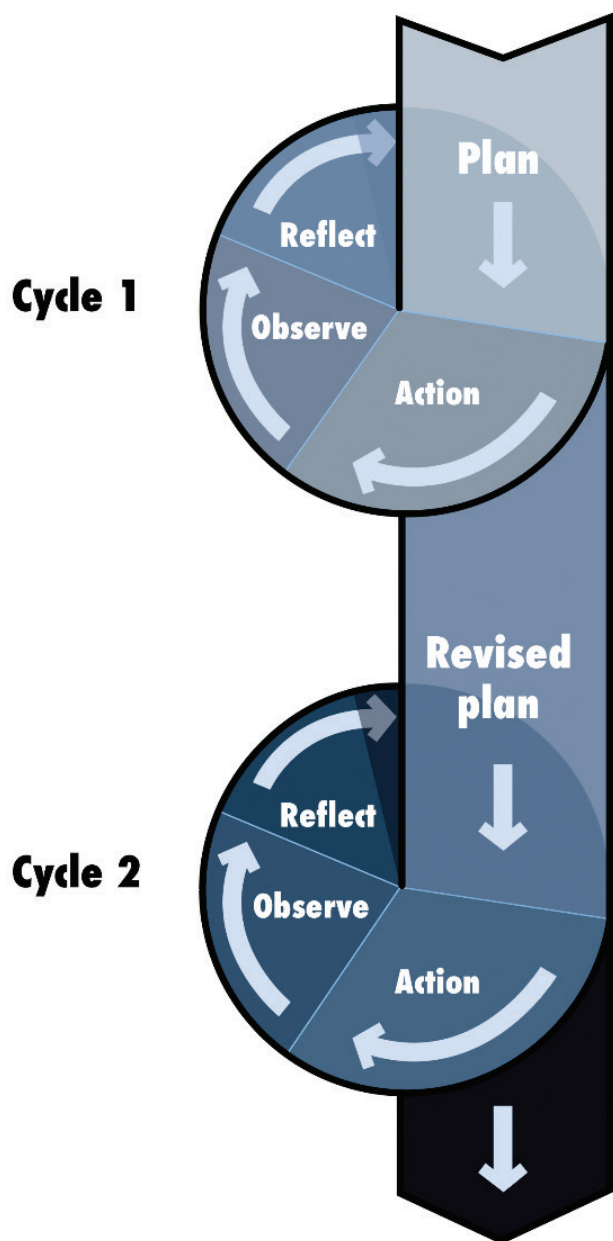 Plan
Reflect
Cycle 1
Observe
Action
Revised
plan
Reflect
Cycle 2
Observe
Action